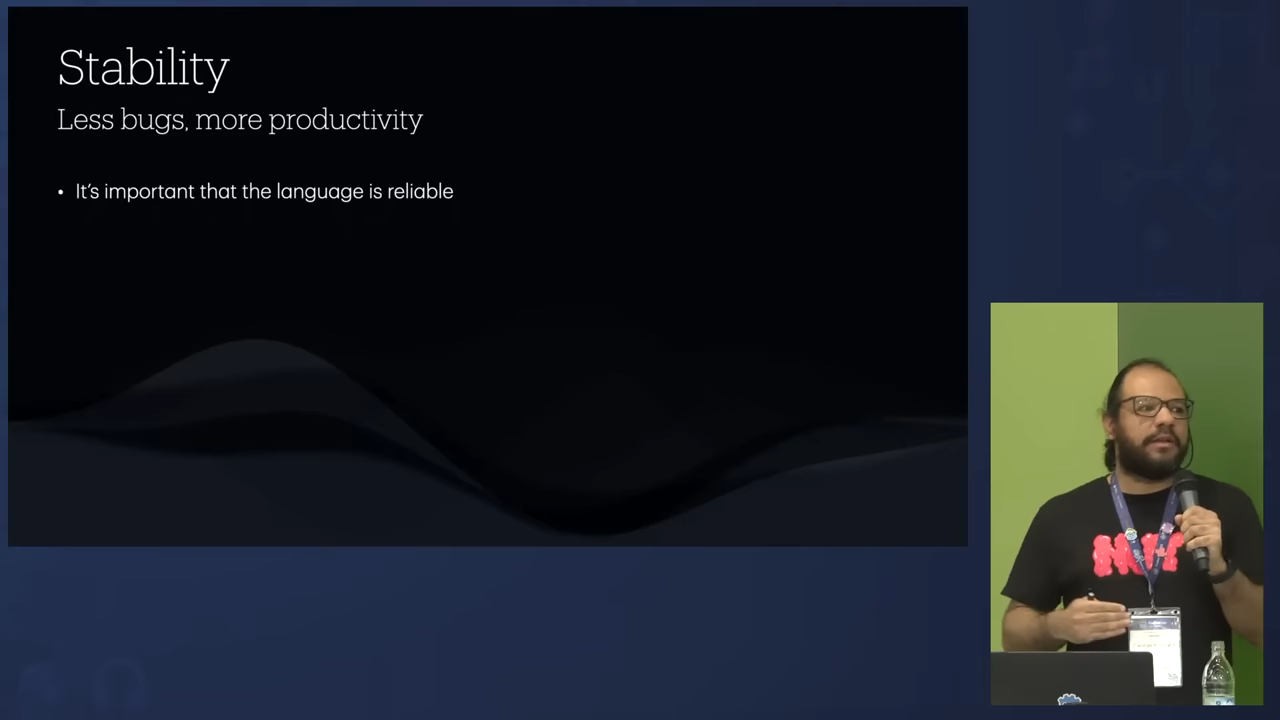 Stability
Less bugs, more productivity
• It's important that the language is reliable